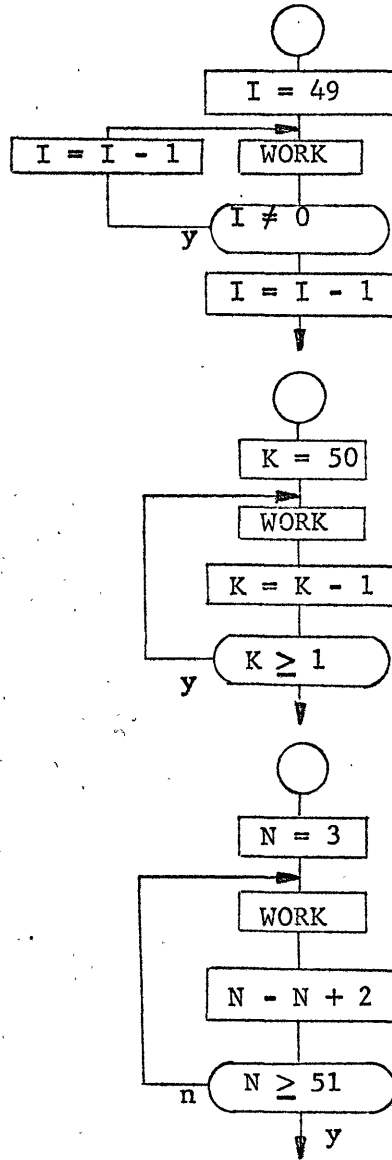 I = 49
I = I - 1
WORK
I ≠ 0
y
I = I - 1
K = 50
WORK
K = K - 1
K ≥ 1
y
N = 3
WORK
N - N + 2
N ≥ 51
n
y